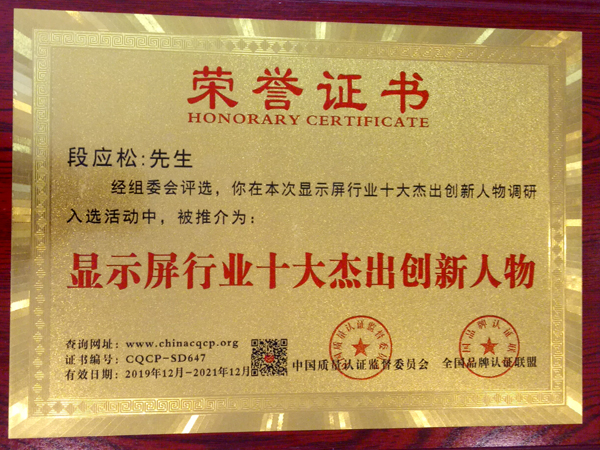 荣誉证书
HONORARY CERTIFICATE
段应松:先生
经组委会评选，你在本次显示屏行业十大杰出创新人物调研
入选活动中，被推介为:
显示屏行业十大杰出创新人物
查询网址: www.chinacqcp.org
证书编号: CQCP-SD647
有效日期: 2019年12月-2021年12月
中国质量认证监督委员会 全国品牌认证联盟